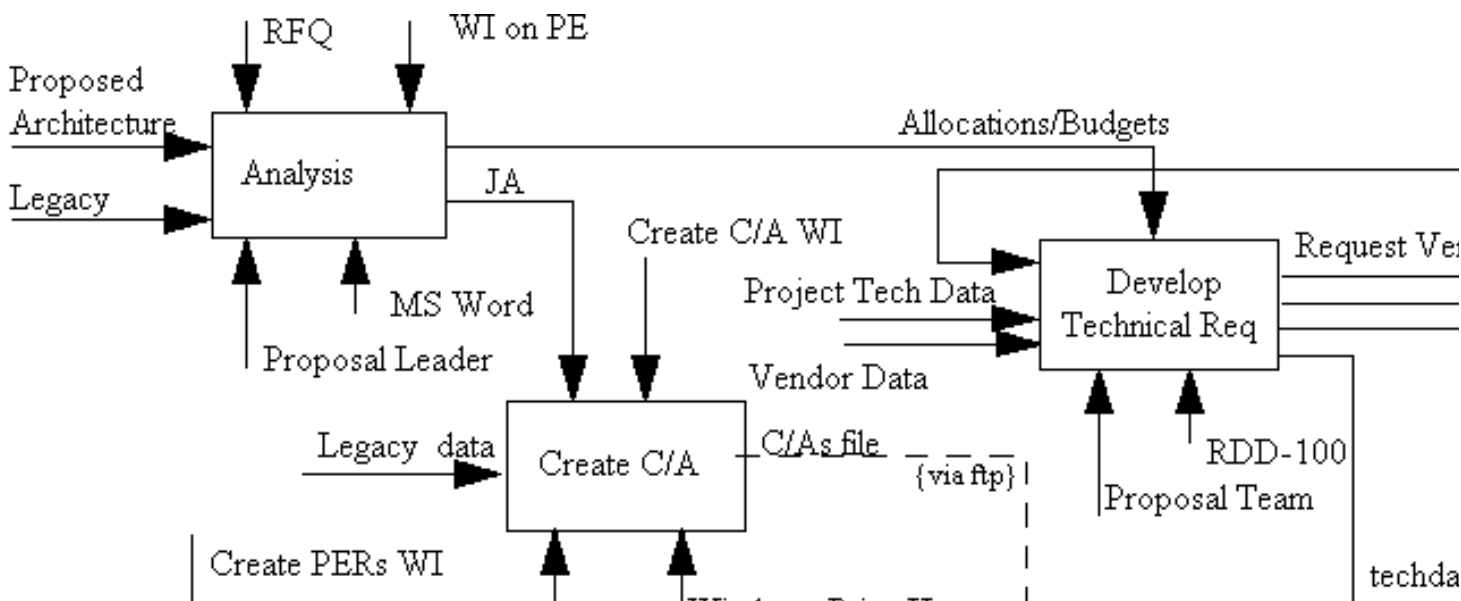 RFQ
WI on PE
Proposed
Architecture
Allocations/Budgets
Analysis
JA
Legacy
Create C/A WI
Request
Develop
Technical Req
Project Tech Data
MS Word
Proposal Leader
Vendor Data
Legacy data
Create C/A
C/As file
{via ftp}
RDD-100
Proposal Team
Create PERs WI